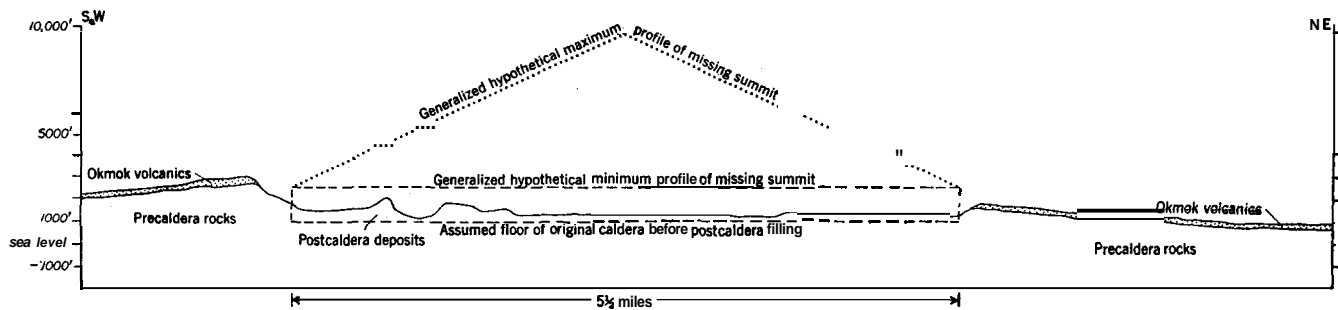 S.W
NE
10,000'
Generalized hypothetical maximum profile of missing summit
5000'
Okmok volcanics
Generalized hypothetical minimum profile of missing summit
Okmok volcanics
Precaldera rocks
1000'
Postcaldera deposits
Assumed floor of original caldera before postcaldera filling
sea level
Precaldera rocks
-1000'
5½ miles